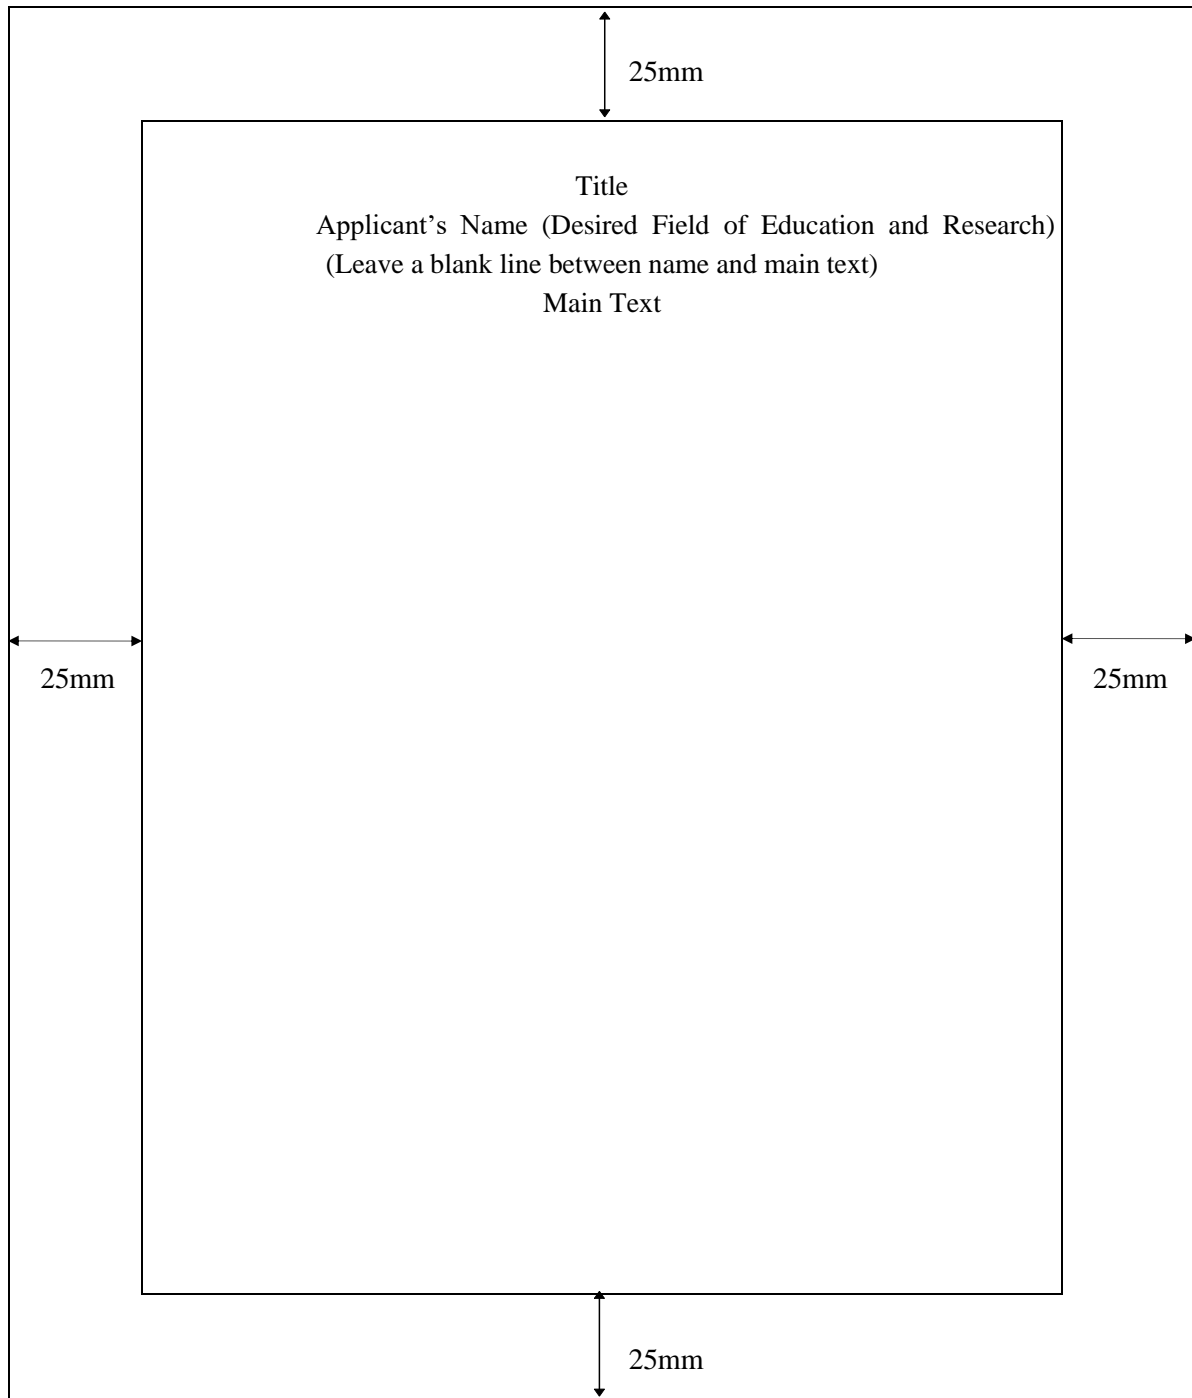 25mm
Title
Applicant’s Name (Desired Field of Education and Research)
(Leave a blank line between name and main text)
Main Text
25mm
25mm
25mm